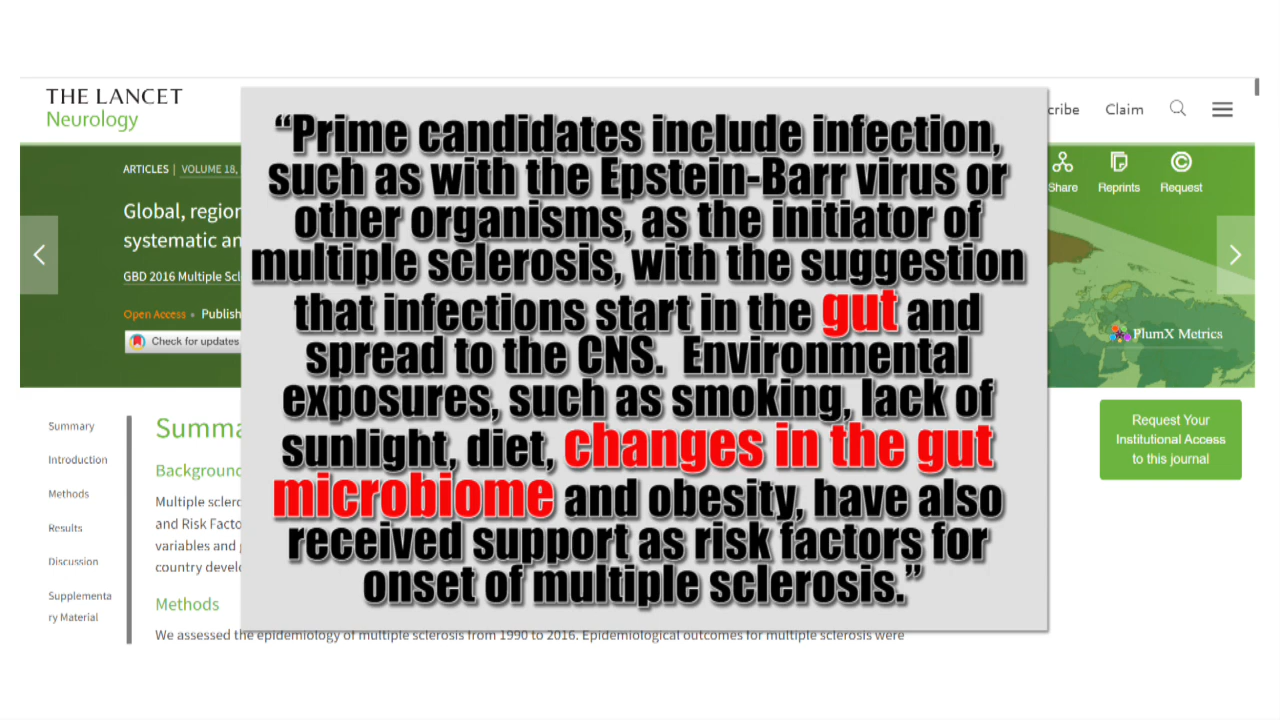 THE LANCET
Neurology
cribe Claim
ARTICLES | VOLUME 18,
Share Reprints Request
Global, region
systematic an
GBD 2016 Multiple Scl
Open Access • Publish
Check for updates
PlumX Metrics
“Prime candidates include infection,
such as with the Epstein-Barr virus or
other organisms, as the initiator of
multiple sclerosis, with the suggestion
that infections start in the gut and
spread to the CNS. Environmental
exposures, such as smoking, lack of
sunlight, diet, changes in the gut
microbiome and obesity, have also
received support as risk factors for
onset of multiple sclerosis.”
Summary
Introduction
Methods
Results
Discussion
Supplementa
ry Material
Summa
Background
Multiple sclero
and Risk Facto
variables and
country develo
Methods
We assessed the epidemiology of multiple sclerosis from 1990 to 2016. Epidemiological outcomes for multiple sclerosis were
Request Your
Institutional Access
to this journal